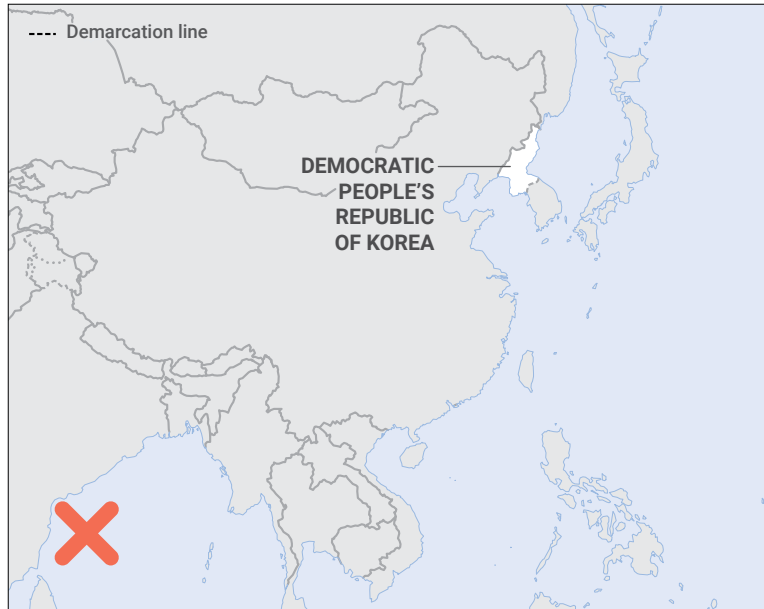 Demarcation line
DEMOCRATIC
PEOPLE’S
REPUBLIC
OF KOREA